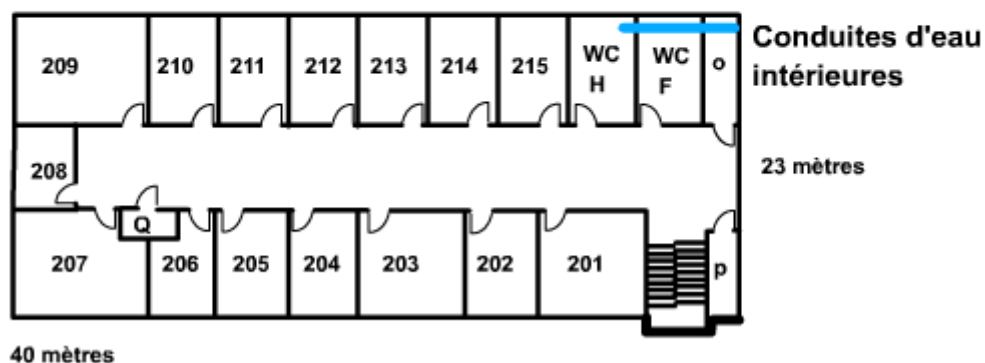 209 210 211 212 213 214 215 WC H WC F o
Conduites d'eau
intérieures
208
23 mètres
Q
207 206 205 204 203 202 201 p
40 mètres